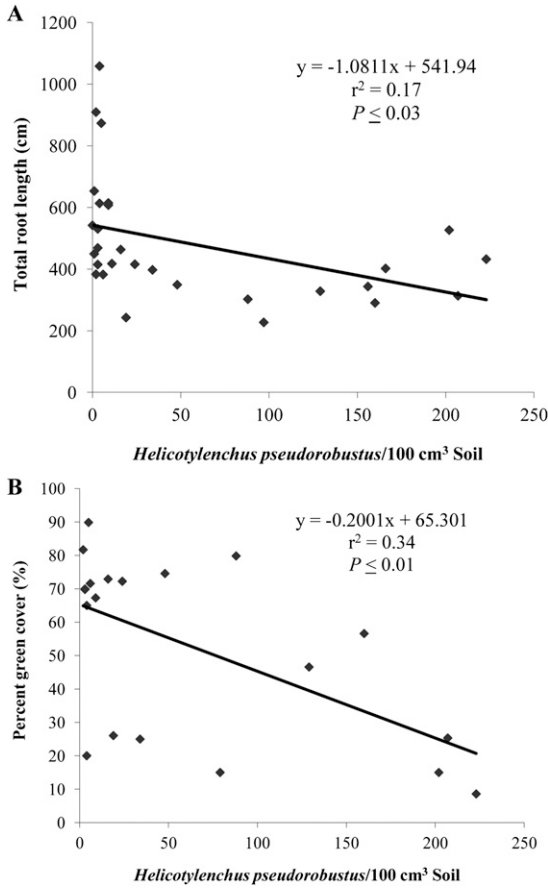 A
1200
1000
800
600
400
200
0
Total root length (cm)
y = -1.0811x + 541.94
r² = 0.17
P ≤ 0.03
0 50 100 150 200 250
Helicotylenchus pseudorobustus/100 cm³ Soil
B
100
90
80
70
60
50
40
30
20
10
0
Percent green cover (%)
y = -0.2001x + 65.301
r² = 0.34
P ≤ 0.01
0 50 100 150 200 250
Helicotylenchus pseudorobustus/100 cm³ Soil